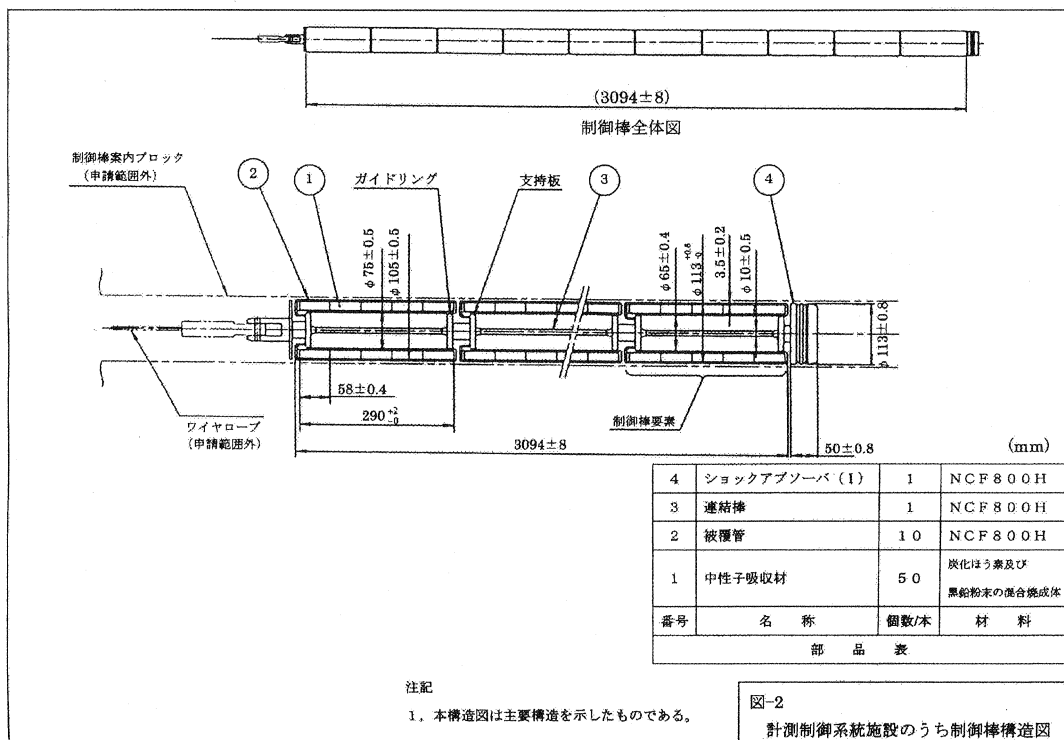 (3094±8)
制御棒全体図
制御棒案内ブロック
(申請範囲外)
2
1
ガイドリング
支持板
3
4
φ75±0.5
φ105±0.5
φ65±0.4
φ113 +0.8 -0
3.5±0.2
φ10±0.5
φ113±0.8
58±0.4
290 +2 -0
ワイヤロープ
(申請範囲外)
制御棒要素
3094±8
50±0.8
(mm)
4 ショックアブソーバ(Ⅰ) 1 NCF800H
3 連結棒 1 NCF800H
2 被覆管 10 NCF800H
1 中性子吸収材 50 炭化ほう素及び
黒鉛粉末の混合焼成体
番号 名称 個数/本 材料
部品表
注記
1. 本構造図は主要構造を示したものである。
図-2
計測制御系統施設のうち制御棒構造図